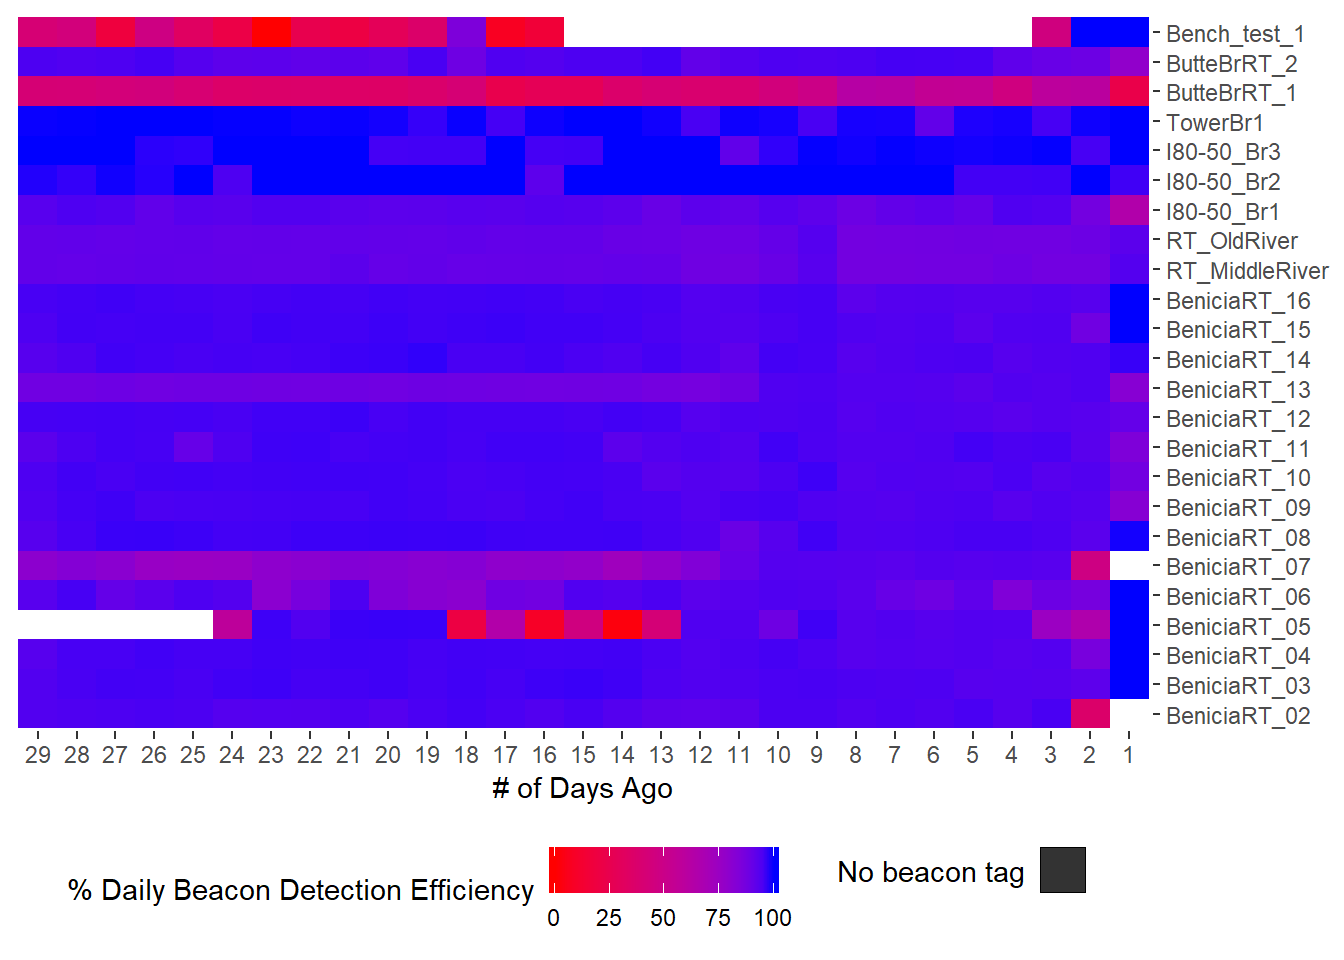 Bench_test_1
ButteBrRT_2
ButteBrRT_1
TowerBr1
I80-50_Br3
I80-50_Br2
I80-50_Br1
RT_OldRiver
RT_MiddleRiver
BeniciaRT_16
BeniciaRT_15
BeniciaRT_14
BeniciaRT_13
BeniciaRT_12
BeniciaRT_11
BeniciaRT_10
BeniciaRT_09
BeniciaRT_08
BeniciaRT_07
BeniciaRT_06
BeniciaRT_05
BeniciaRT_04
BeniciaRT_03
BeniciaRT_02
29 28 27 26 25 24 23 22 21 20 19 18 17 16 15 14 13 12 11 10 9 8 7 6 5 4 3 2 1
# of Days Ago
% Daily Beacon Detection Efficiency
0 25 50 75 100
No beacon tag